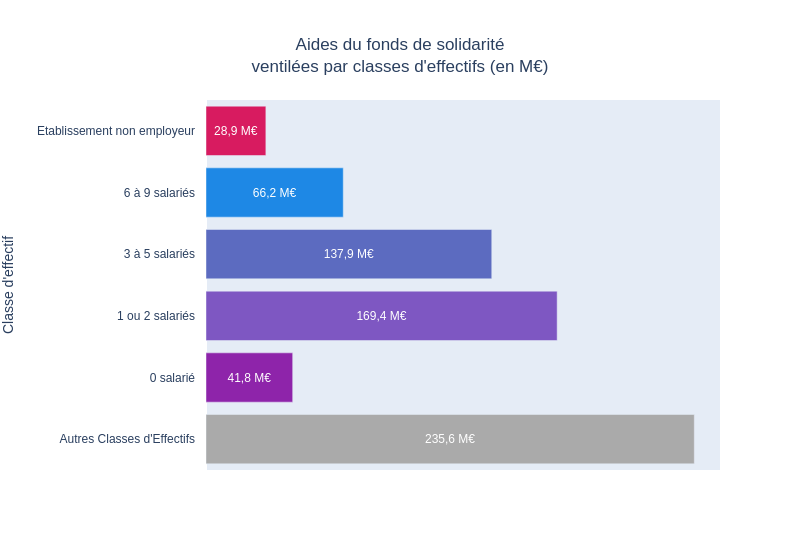 Aides du fonds de solidarité
ventilées par classes d'effectifs (en M€)
Classe d'effectif
Etablissement non employeur
28,9 M€
6 à 9 salariés
66,2 M€
3 à 5 salariés
137,9 M€
1 ou 2 salariés
169,4 M€
0 salarié
41,8 M€
Autres Classes d'Effectifs
235,6 M€